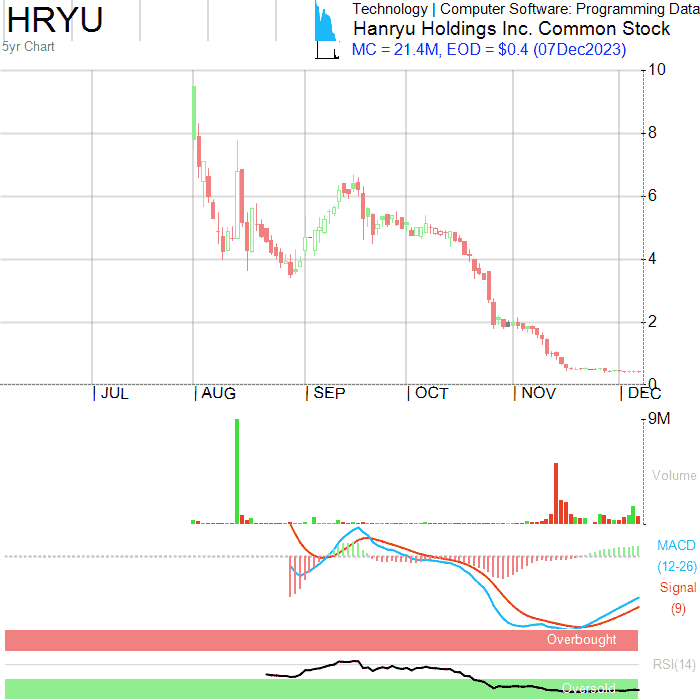 HRYU
5yr Chart
Technology | Computer Software: Programming Data
Hanryu Holdings Inc. Common Stock
MC = 21.4M, EOD = $0.4 (07Dec2023)
10
8
6
4
2
0
JUL
AUG
SEP
OCT
NOV
DEC
9M
Volume
MACD
(12-26)
Signal
(9)
Overbought
RSI(14)
Oversold